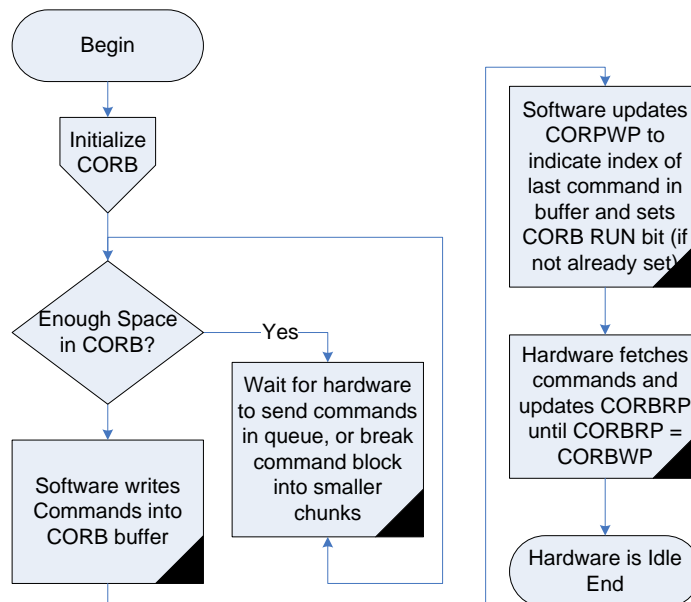 Begin
Initialize
CORB
Enough Space
in CORB?
Yes
Wait for hardware
to send commands
in queue, or break
command block
into smaller
chunks
Software writes
Commands into
CORB buffer
Software updates
CORPWP to
indicate index of
last command in
buffer and sets
CORB RUN bit (if
not already set)
Hardware fetches
commands and
updates CORBRP
until CORBRP =
CORBWP
Hardware is Idle
End